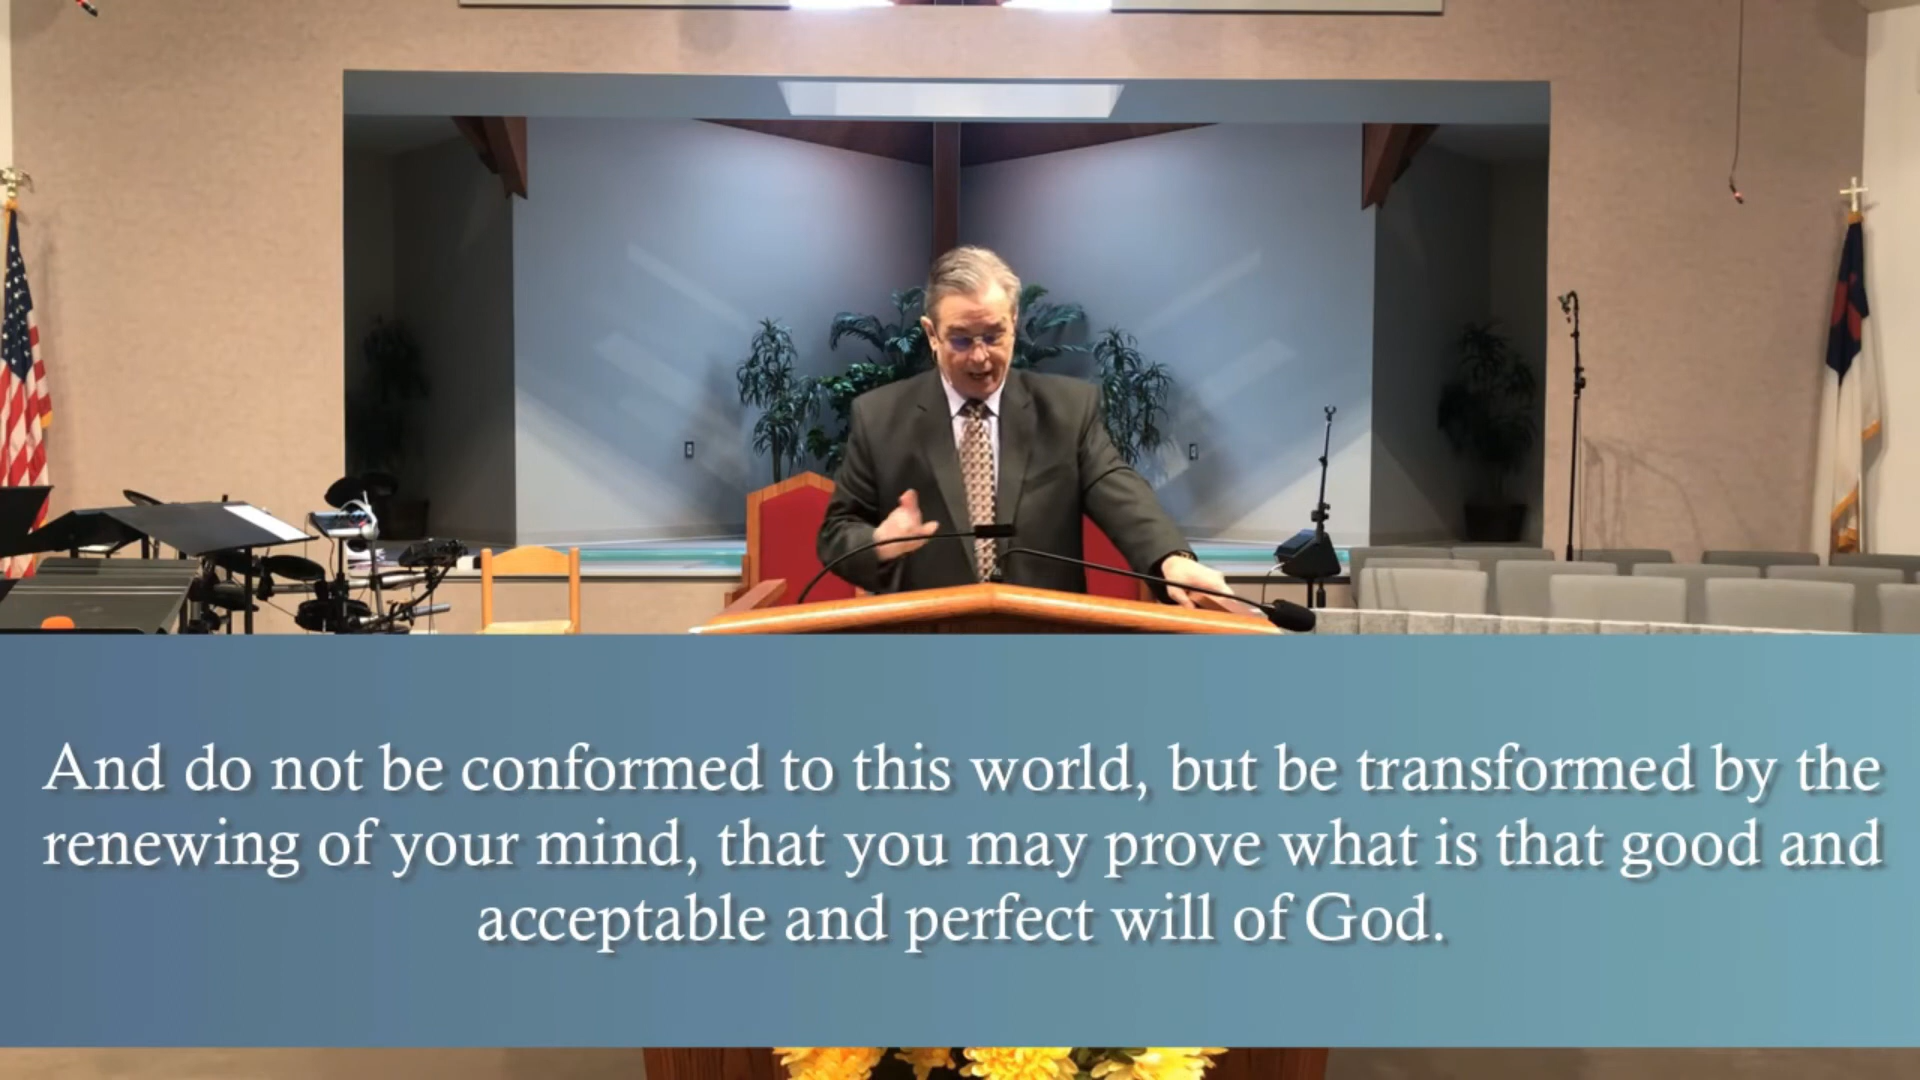 And do not be conformed to this world, but be transformed by the
renewing of your mind, that you may prove what is that good and
acceptable and perfect will of God.